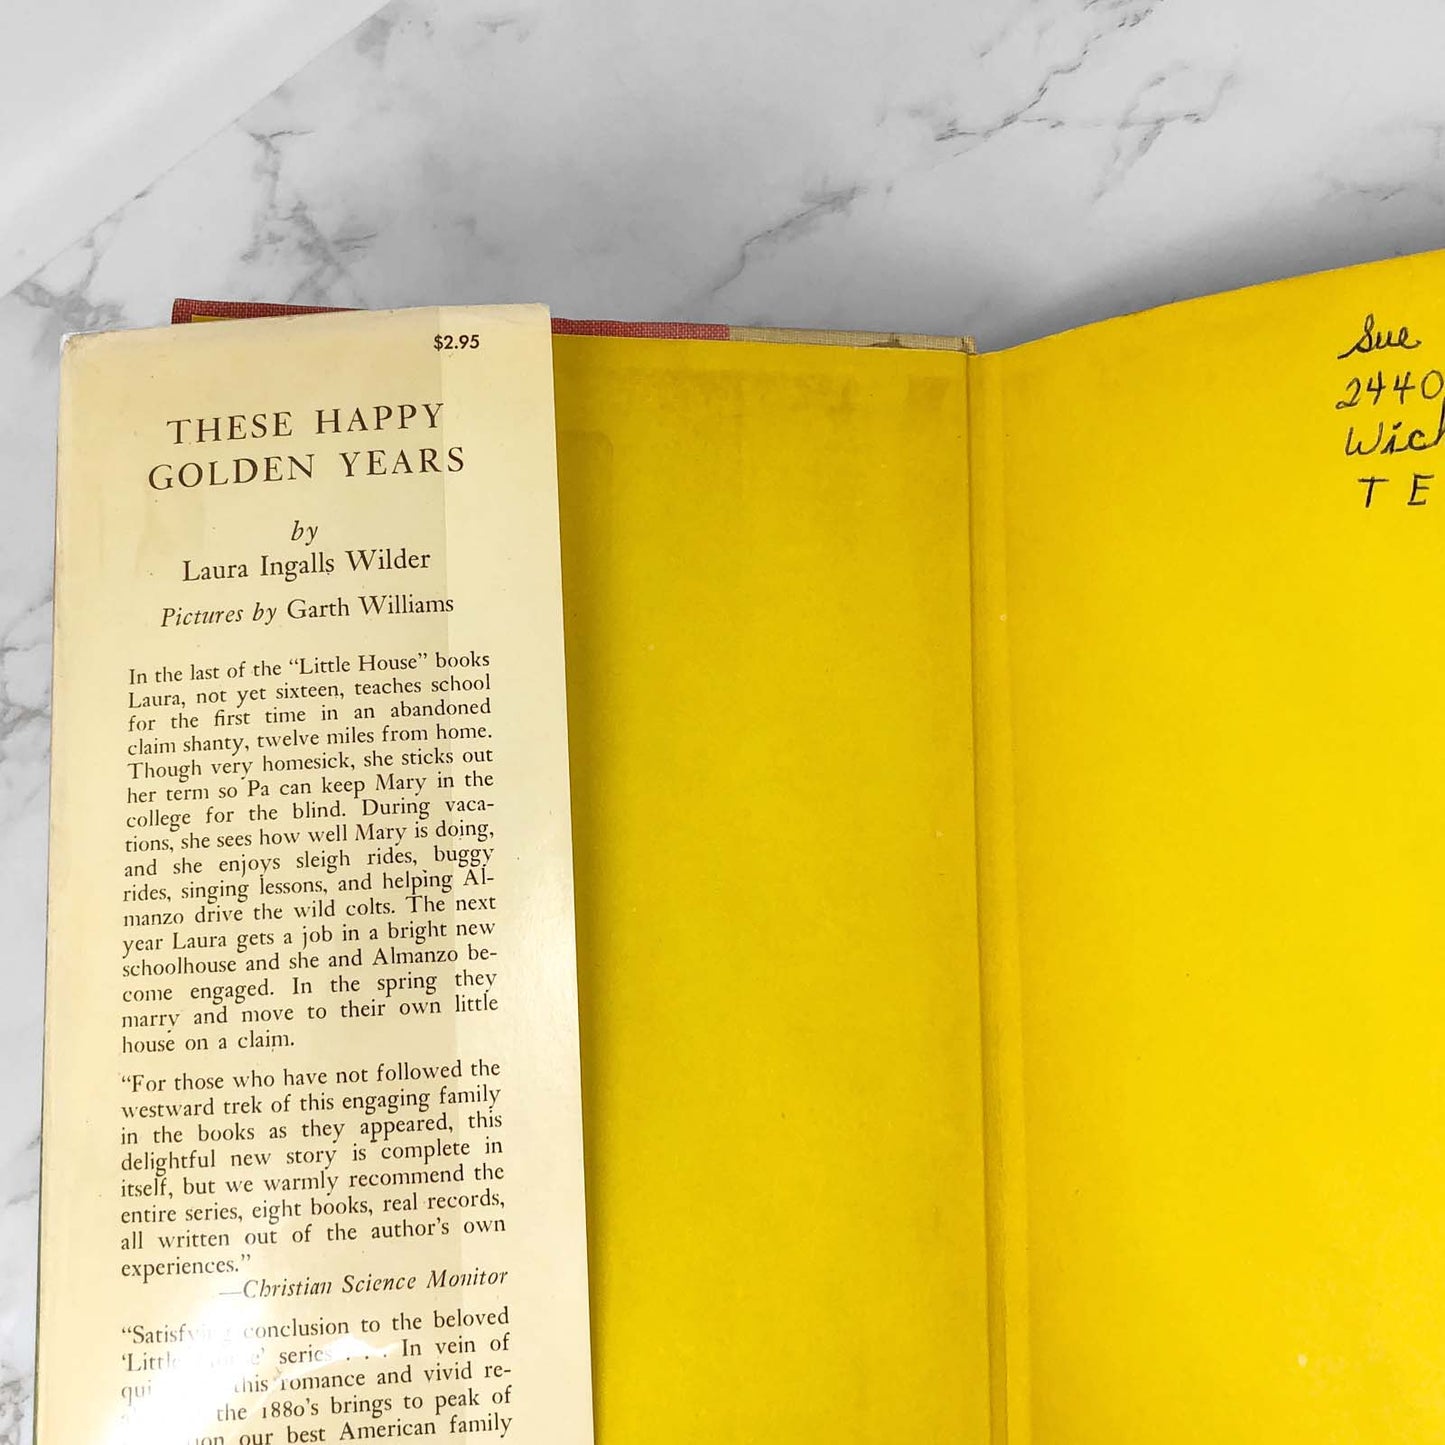 $2.95
THESE HAPPY
GOLDEN YEARS
by
Laura Ingalls Wilder
Pictures by Garth Williams
In the last of the “Little House” books
Laura, not yet sixteen, teaches school
for the first time in an abandoned
claim shanty, twelve miles from home.
Though very homesick, she sticks out
her term so Pa can keep Mary in the
college for the blind. During vaca-
tions, she sees how well Mary is doing,
and she enjoys sleigh rides, buggy
rides, singing lessons, and helping Al-
manzo drive the wild colts. The next
year Laura gets a job in a bright new
schoolhouse and she and Almanzo be-
come engaged. In the spring they
marry and move to their own little
house on a claim.
“For those who have not followed the
westward trek of this engaging family
in the books as they appeared, this
delightful new story is complete in
itself, but we warmly recommend the
entire series, eight books, real records,
all written out of the author's own
experiences.”
—Christian Science Monitor
conclusion to the beloved
series . . . In vein of
this romance and vivid re-
the 1880's brings to peak of
our best American family
Sue
2440